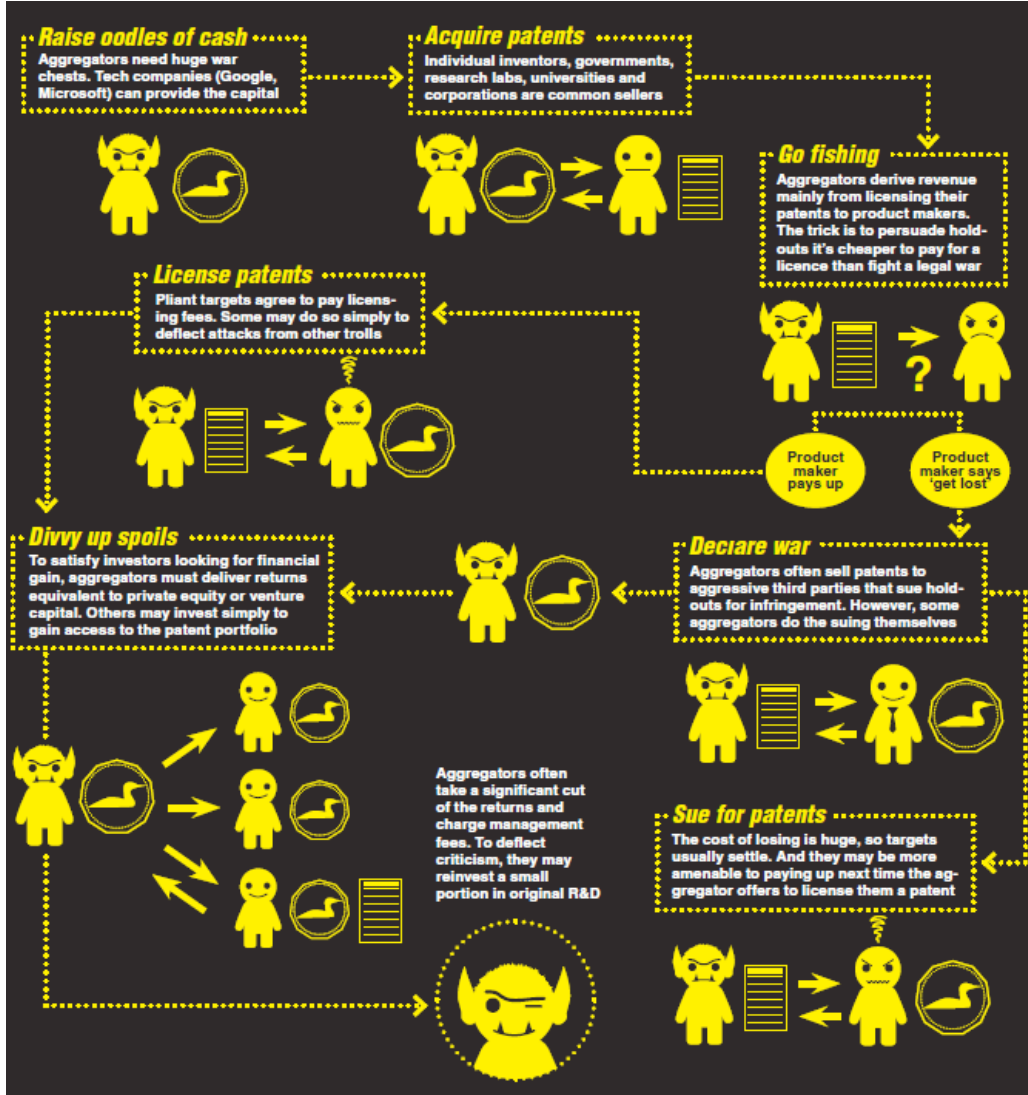 Raise oodles of cash
Aggregators need huge war
chests. Tech companies (Google,
Microsoft) can provide the capital
Acquire patents
Individual inventors, governments,
research labs, universities and
corporations are common sellers
Go fishing
Aggregators derive revenue
mainly from licensing their
patents to product makers.
The trick is to persuade hold-
outs it's cheaper to pay for a
licence than fight a legal war
License patents
Pliant targets agree to pay licens-
ing fees. Some may do so simply to
deflect attacks from other trolls
?
Product
maker
pays up
Product
maker says
‘get lost’
Divvy up spoils
To satisfy investors looking for financial
gain, aggregators must deliver returns
equivalent to private equity or venture
capital. Others may invest simply to
gain access to the patent portfolio
Declare war
Aggregators often sell patents to
aggressive third parties that sue hold-
outs for infringement. However, some
aggregators do the suing themselves
Aggregators often
take a significant cut
of the returns and
charge management
fees. To deflect
criticism, they may
reinvest a small
portion in original R&D
Sue for patents
The cost of losing is huge, so targets
usually settle. And they may be more
amenable to paying up next time the ag-
gregator offers to license them a patent